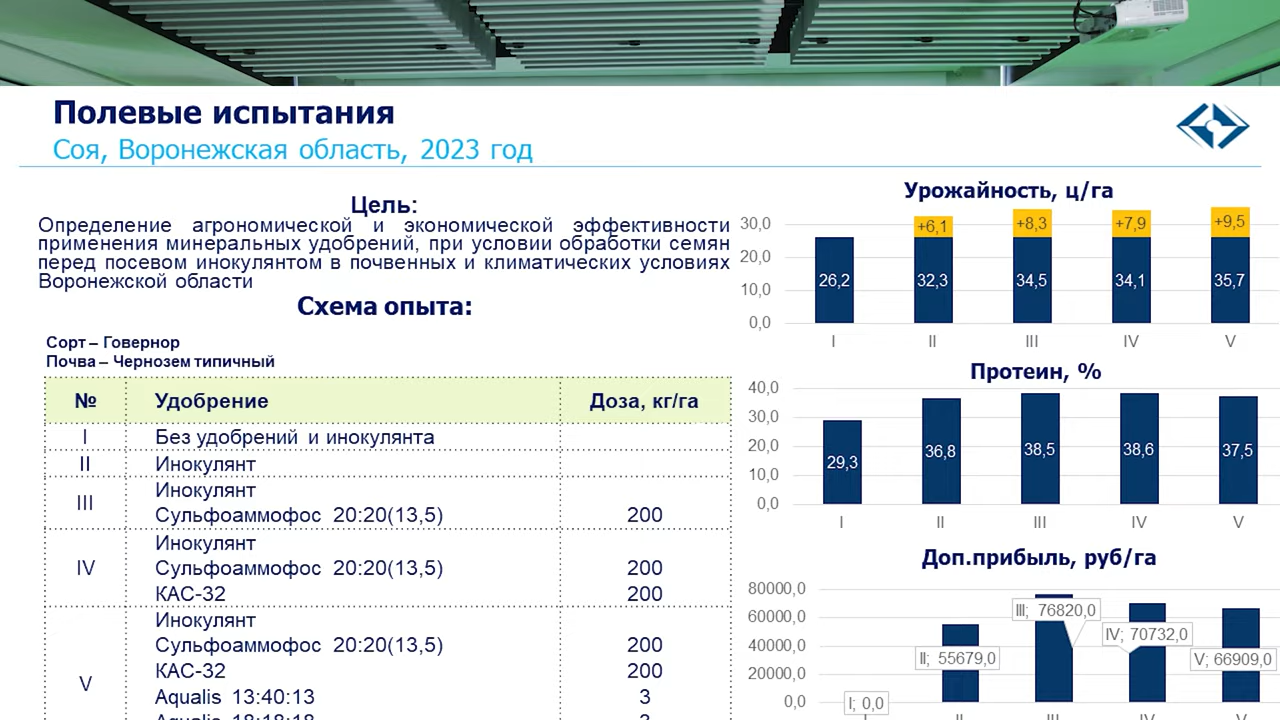 Полевые испытания
Соя, Воронежская область, 2023 год
Цель:
Определение агрономической и экономической эффективности
применения минеральных удобрений, при условии обработки семян
перед посевом инокулянтом в почвенных и климатических условиях
Воронежской области
Схема опыта:
Сорт – Говернор
Почва – Чернозем типичный
№ Удобрение Доза, кг/га
I Без удобрений и инокулянта
II Инокулянт
III Инокулянт
Сульфоаммофос 20:20(13,5) 200
IV Инокулянт
Сульфоаммофос 20:20(13,5) 200
КАС-32 200
V Инокулянт
Сульфоаммофос 20:20(13,5) 200
КАС-32 200
Aqualis 13:40:13 3
Aqualis 18:18:18 3
Урожайность, ц/га
30,0
20,0
10,0
0,0
+6,1 +8,3 +7,9 +9,5
26,2 32,3 34,5 34,1 35,7
I II III IV V
Протеин, %
40,0
30,0
20,0
10,0
0,0
29,3 36,8 38,5 38,6 37,5
I II III IV V
Доп.прибыль, руб/га
80000,0
60000,0
40000,0
20000,0
0,0
I; 0,0
II; 55679,0
III; 76820,0
IV; 70732,0
V; 66909,0
I II III IV V